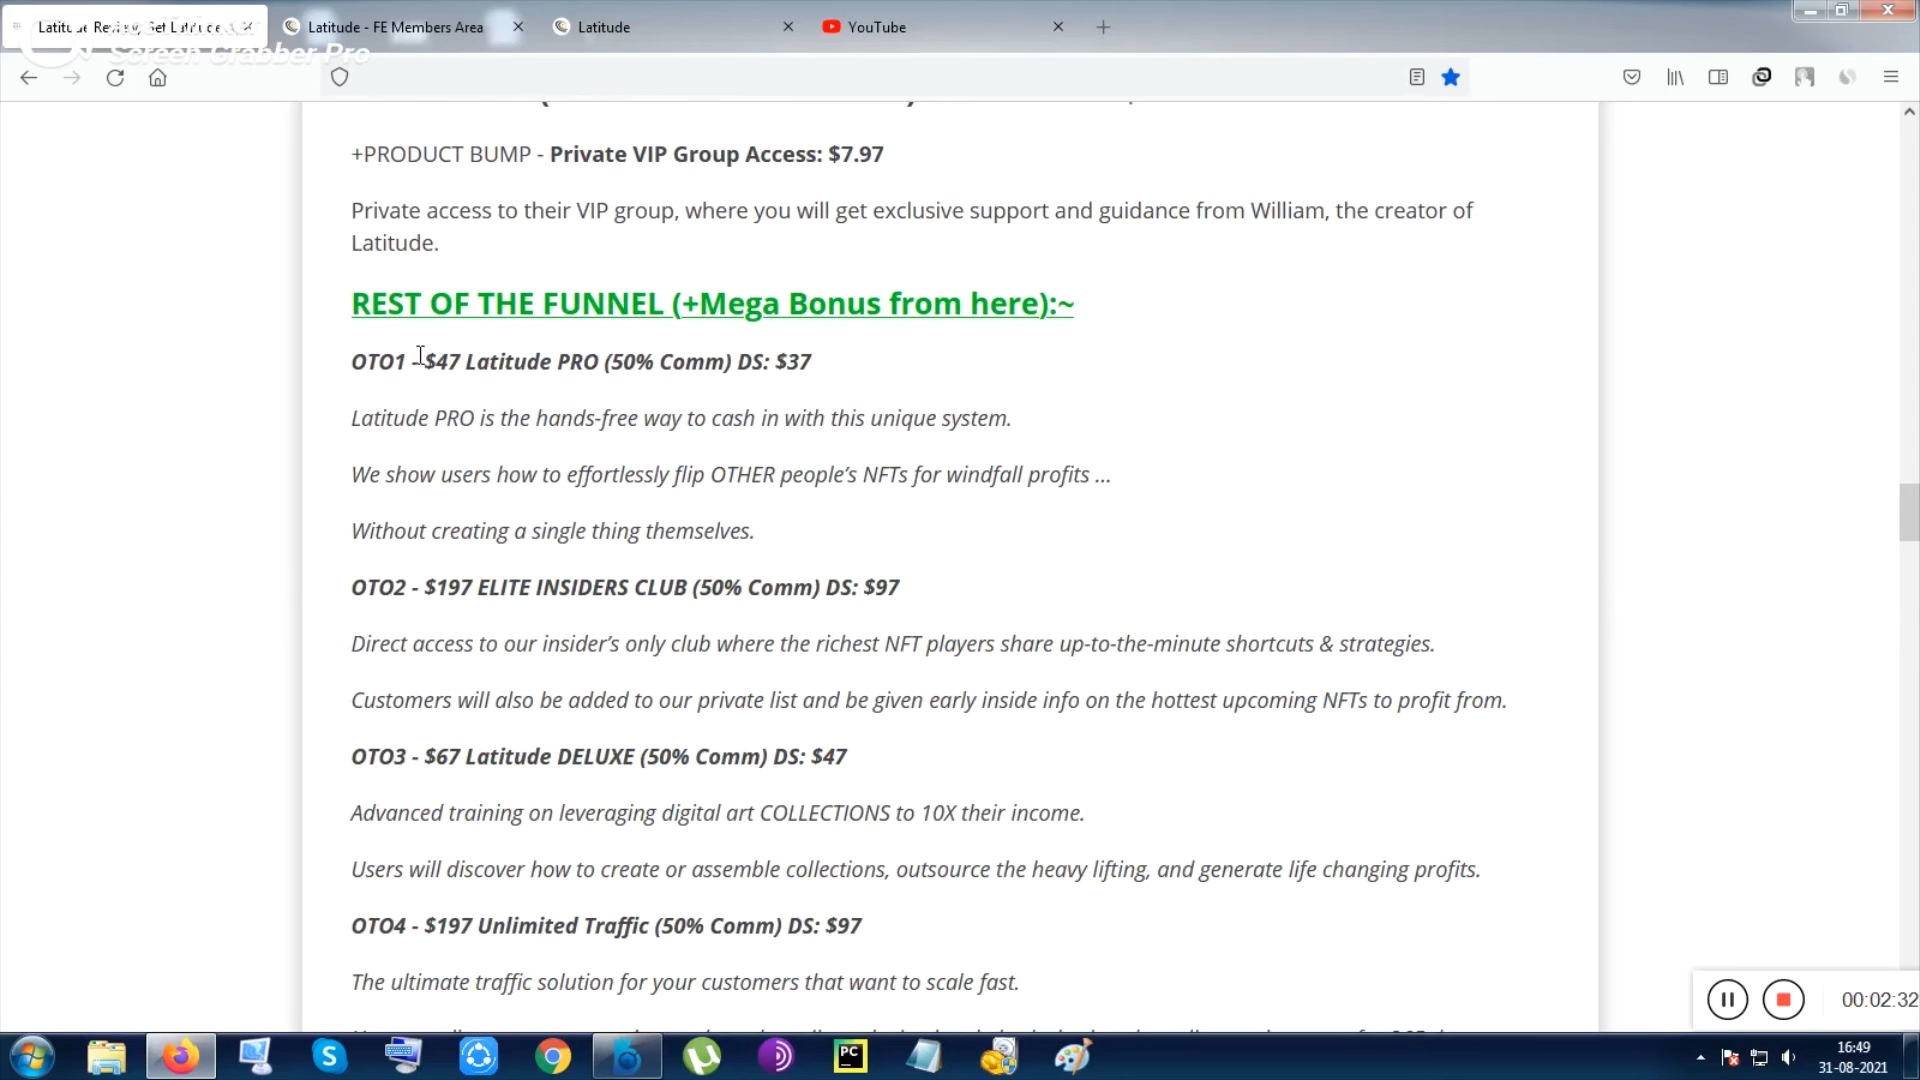 Latitude - FE Members Area
Latitude
YouTube
Screen Grabber Pro
+PRODUCT BUMP - Private VIP Group Access: $7.97
Private access to their VIP group, where you will get exclusive support and guidance from William, the creator of
Latitude.
REST OF THE FUNNEL (+Mega Bonus from here):~
OTO1 - $47 Latitude PRO (50% Comm) DS: $37
Latitude PRO is the hands-free way to cash in with this unique system.
We show users how to effortlessly flip OTHER people's NFTs for windfall profits ...
Without creating a single thing themselves.
OTO2 - $197 ELITE INSIDERS CLUB (50% Comm) DS: $97
Direct access to our insider's only club where the richest NFT players share up-to-the-minute shortcuts & strategies.
Customers will also be added to our private list and be given early inside info on the hottest upcoming NFTs to profit from.
OTO3 - $67 Latitude DELUXE (50% Comm) DS: $47
Advanced training on leveraging digital art COLLECTIONS to 10X their income.
Users will discover how to create or assemble collections, outsource the heavy lifting, and generate life changing profits.
OTO4 - $197 Unlimited Traffic (50% Comm) DS: $97
The ultimate traffic solution for your customers that want to scale fast.
00:02:32
PC
16:49
31-08-2021